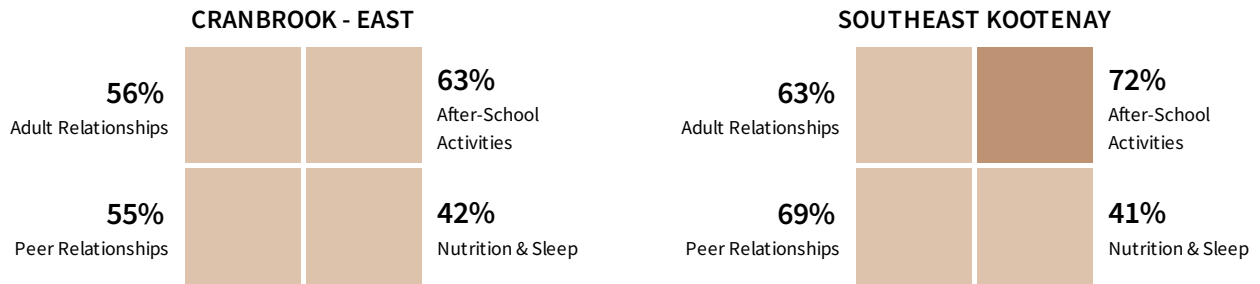 CRANBROOK - EAST
56%
Adult Relationships
63%
After-School
Activities
55%
Peer Relationships
42%
Nutrition & Sleep
SOUTHEAST KOOTENAY
63%
Adult Relationships
72%
After-School
Activities
69%
Peer Relationships
41%
Nutrition & Sleep